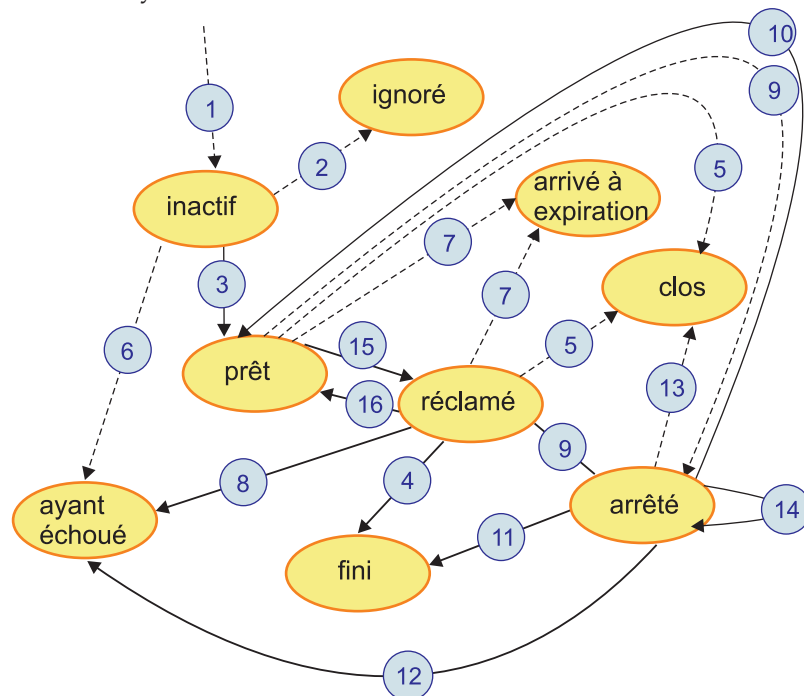 10
9
ignoré
1
2
5
arrivé à
expiration
inactif
7
3
7
clos
6
15
5
prêt
13
16
réclamé
9
8
4
ayant
échoué
arrêté
14
11
fini
12